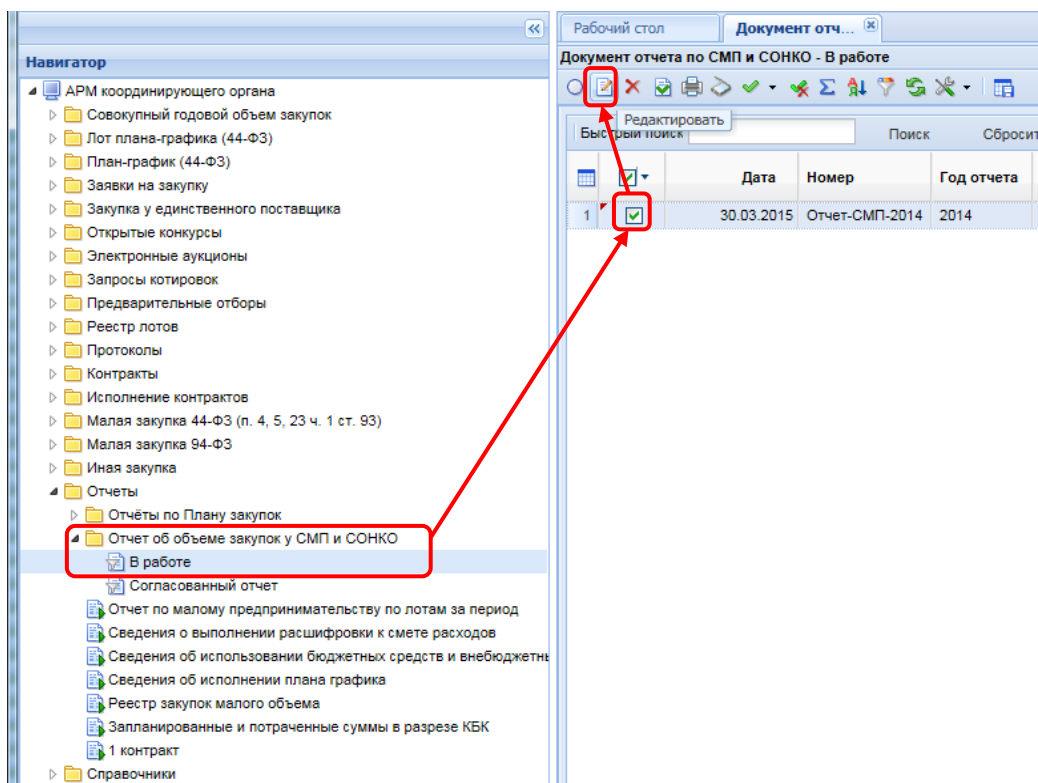 Навигатор
АРМ координирующего органа
Совокупный годовой объем закупок
Лот плана-графика (44-ФЗ)
План-график (44-ФЗ)
Заявки на закупку
Закупка у единственного поставщика
Открытые конкурсы
Электронные аукционы
Запросы котировок
Предварительные отборы
Реестр лотов
Протоколы
Контракты
Исполнение контрактов
Малая закупка 44-ФЗ (п. 4, 5, 23 ч. 1 ст. 93)
Малая закупка 94-ФЗ
Иная закупка
Отчеты
Отчёты по Плану закупок
Отчет об объеме закупок у СМП и СОНКО
В работе
Согласованный отчет
Отчет по малому предпринимательству по лотам за период
Сведения о выполнении расшифровки к смете расходов
Сведения об использовании бюджетных средств и внебюджетнь
Сведения об исполнении плана графика
Реестр закупок малого объема
Запланированные и потраченные суммы в разрезе КБК
1 контракт
Справочники
Рабочий стол Документ отч...
Документ отчета по СМП и СОНКО - В работе
Редактировать
Быстрый поиск Поиск Сбросит
Дата Номер Год отчета
1 30.03.2015 Отчет-СМП-2014 2014